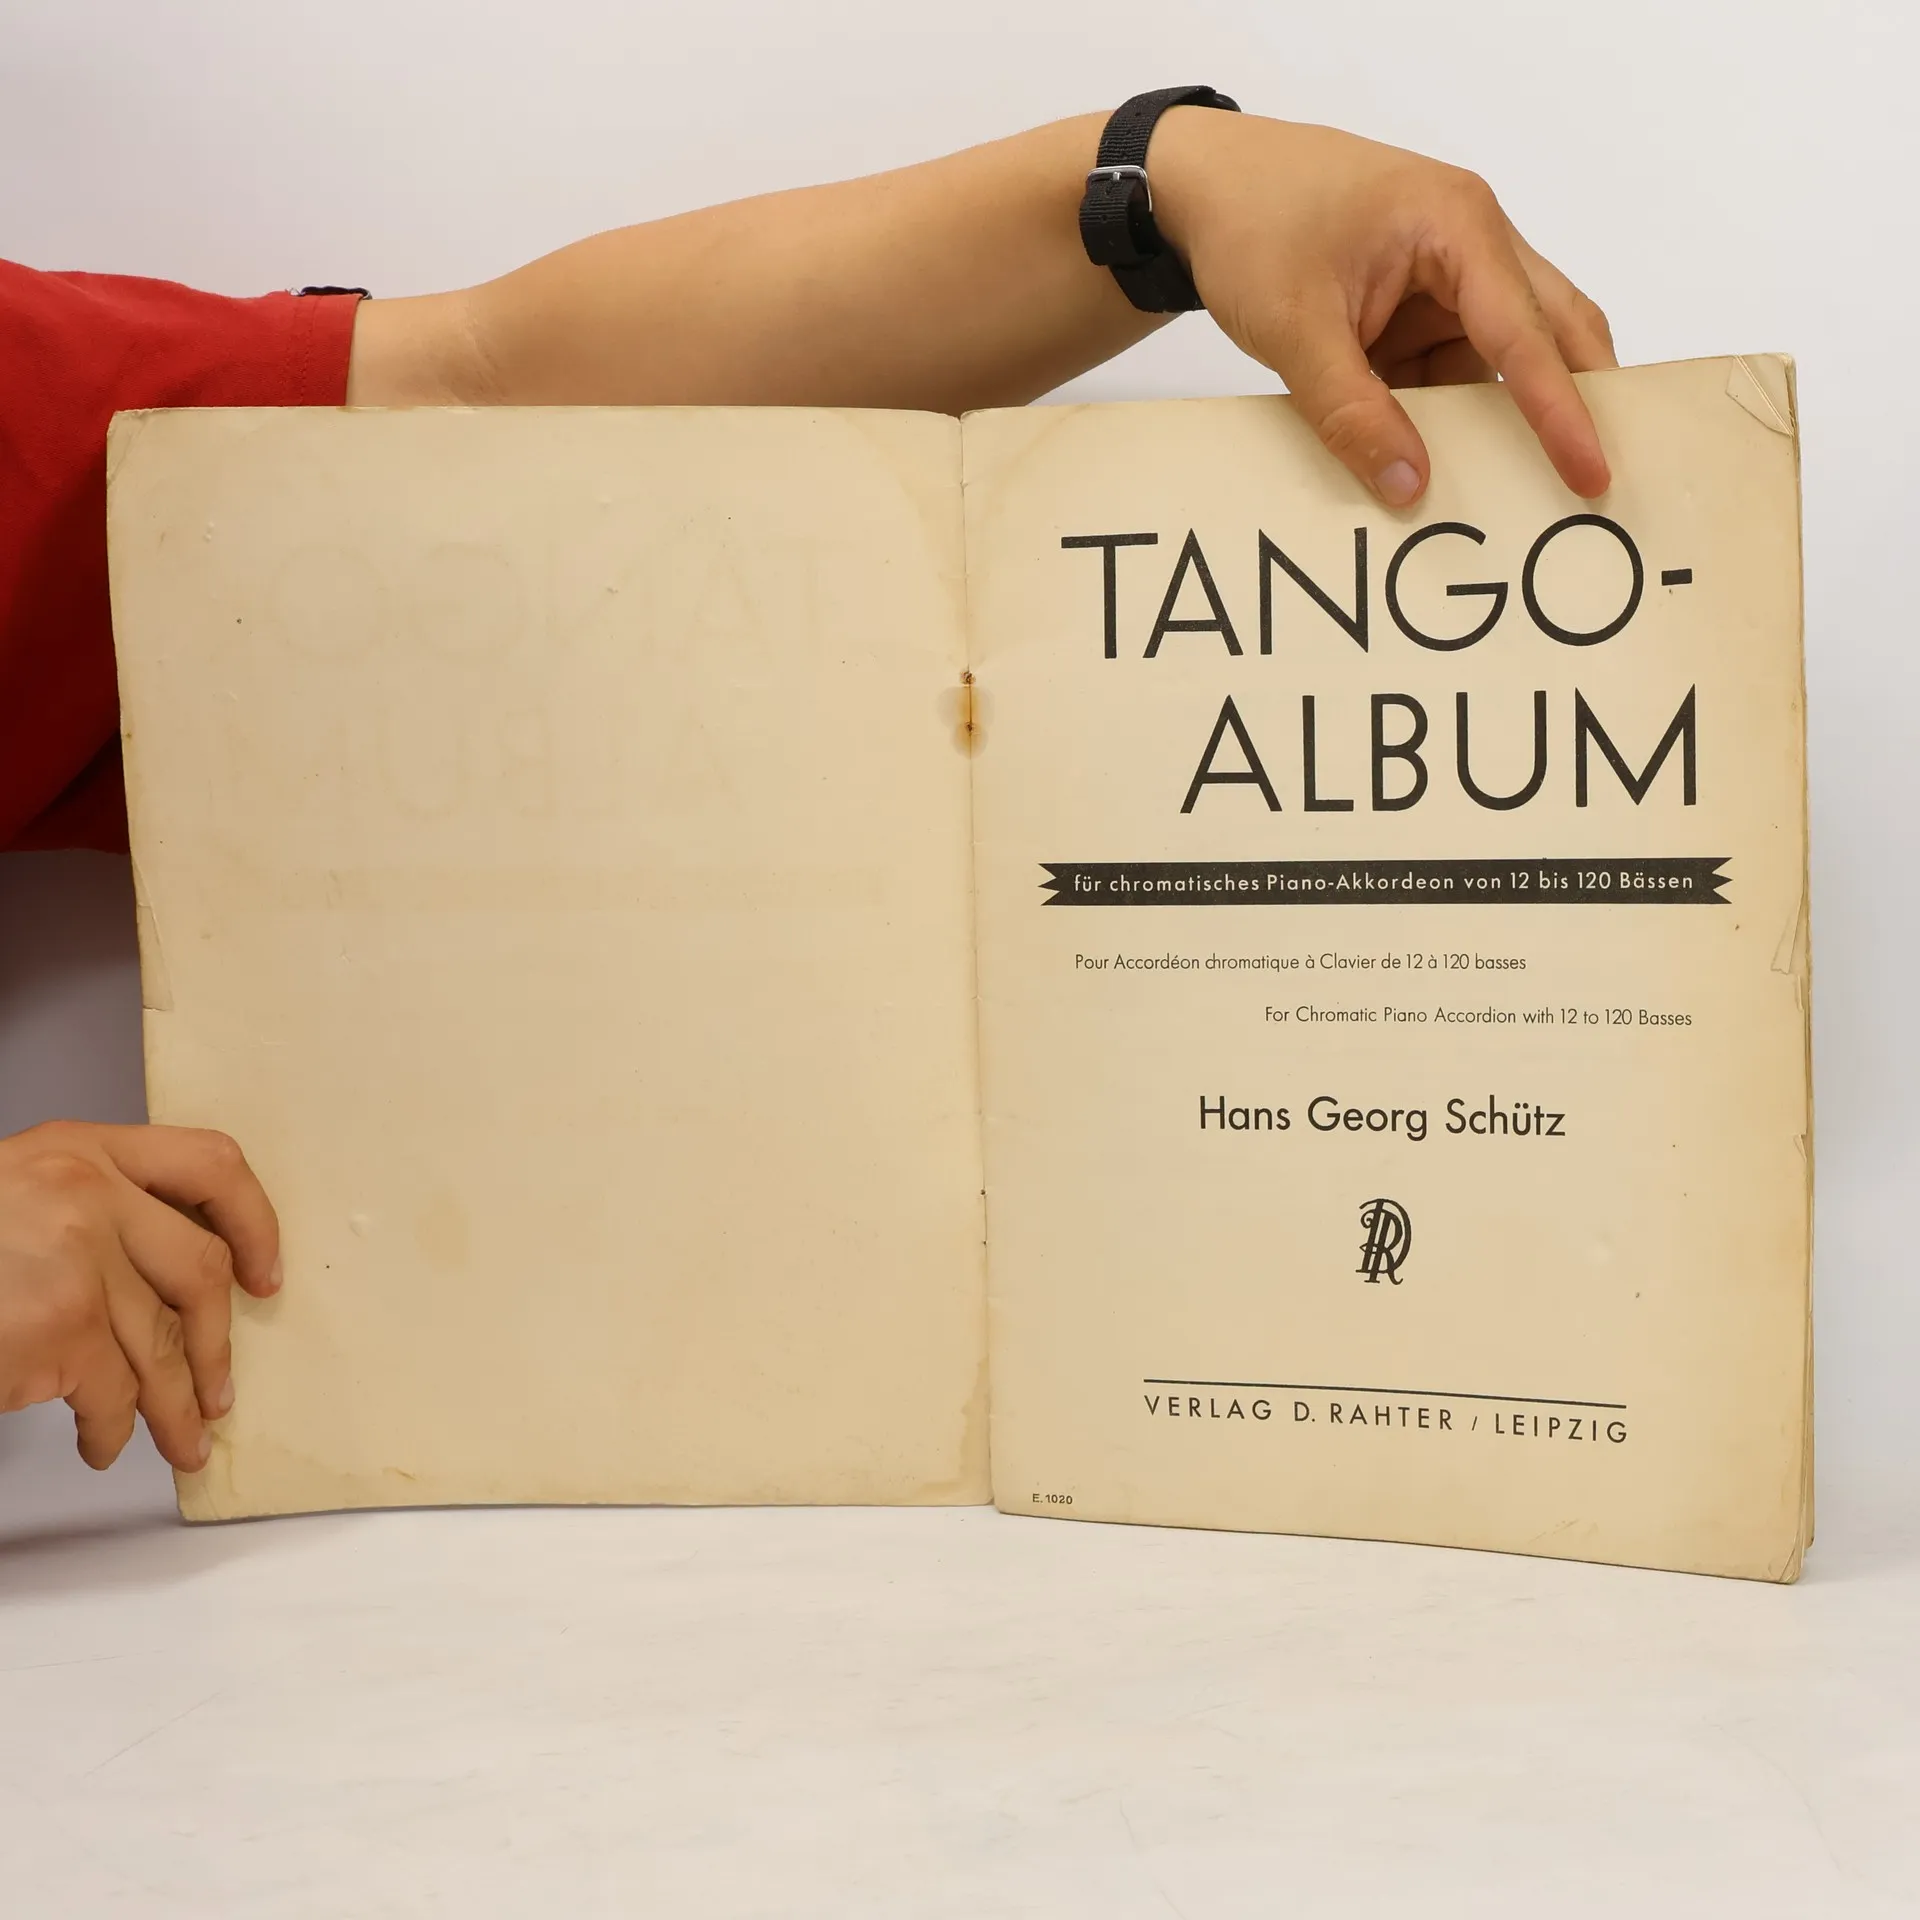 TANGO-
ALBUM
für chromatisches Piano-Akkordeon von 12 bis 120 Bässen
Pour Accordéon chromatique à Clavier de 12 à 120 basses
For Chromatic Piano Accordion with 12 to 120 Basses
Hans Georg Schütz
DR
VERLAG D. RAHTER / LEIPZIG
E. 1020